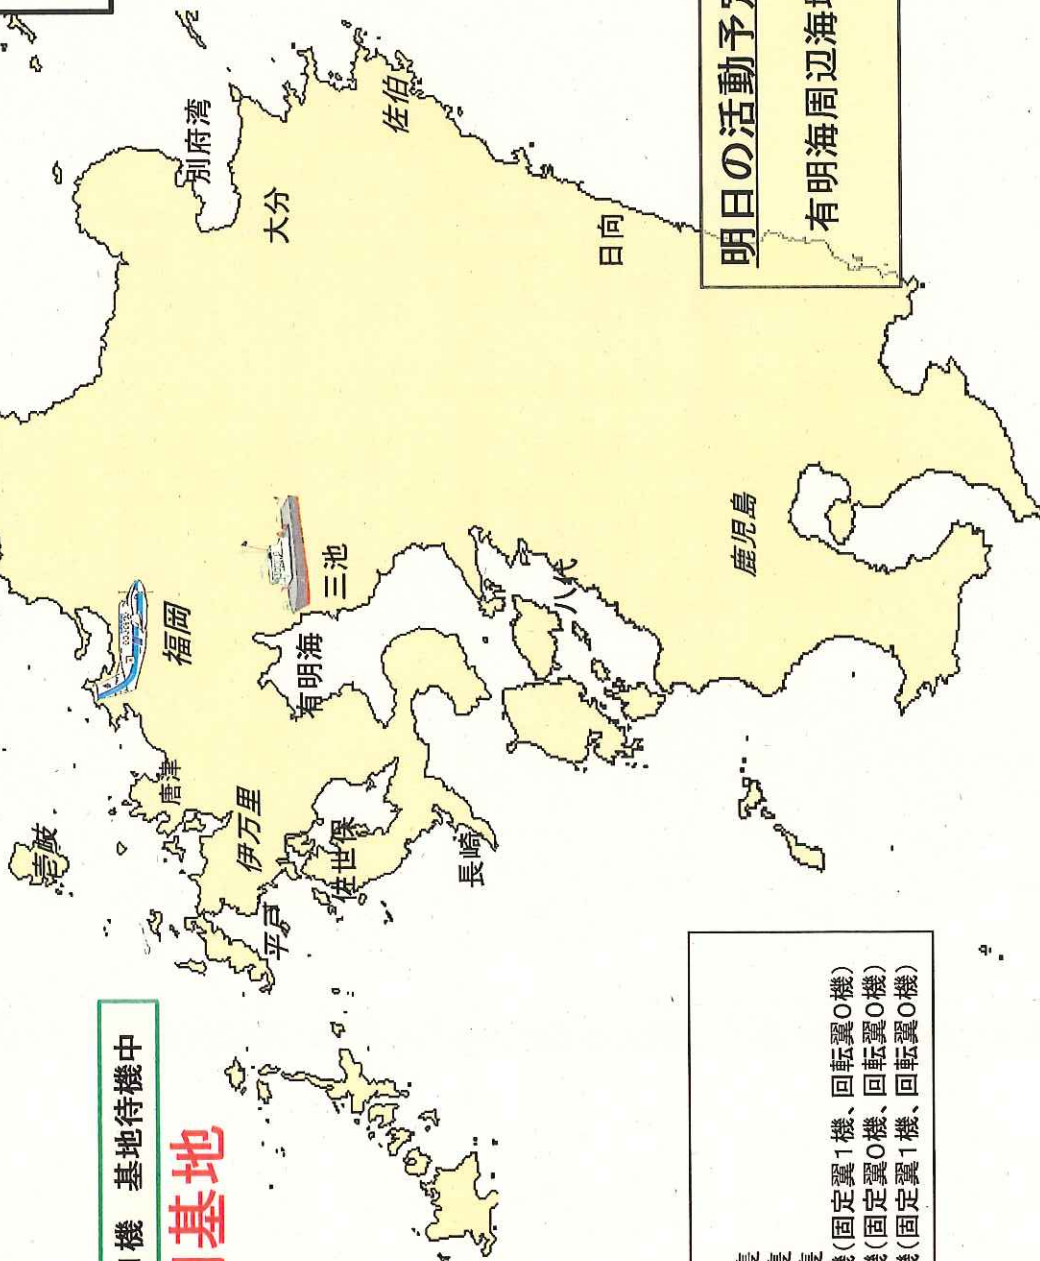 別府湾
大分
佐伯
日向
明日の活動予定
有明海周辺海域
福岡
三池
有明海
八代
鹿児島
壱岐
唐津
伊万里
佐世保
平戸
長崎
機 基地待機中
基地
(固定翼1機、回転翼0機)
(固定翼0機、回転翼0機)
(固定翼1機、回転翼0機)